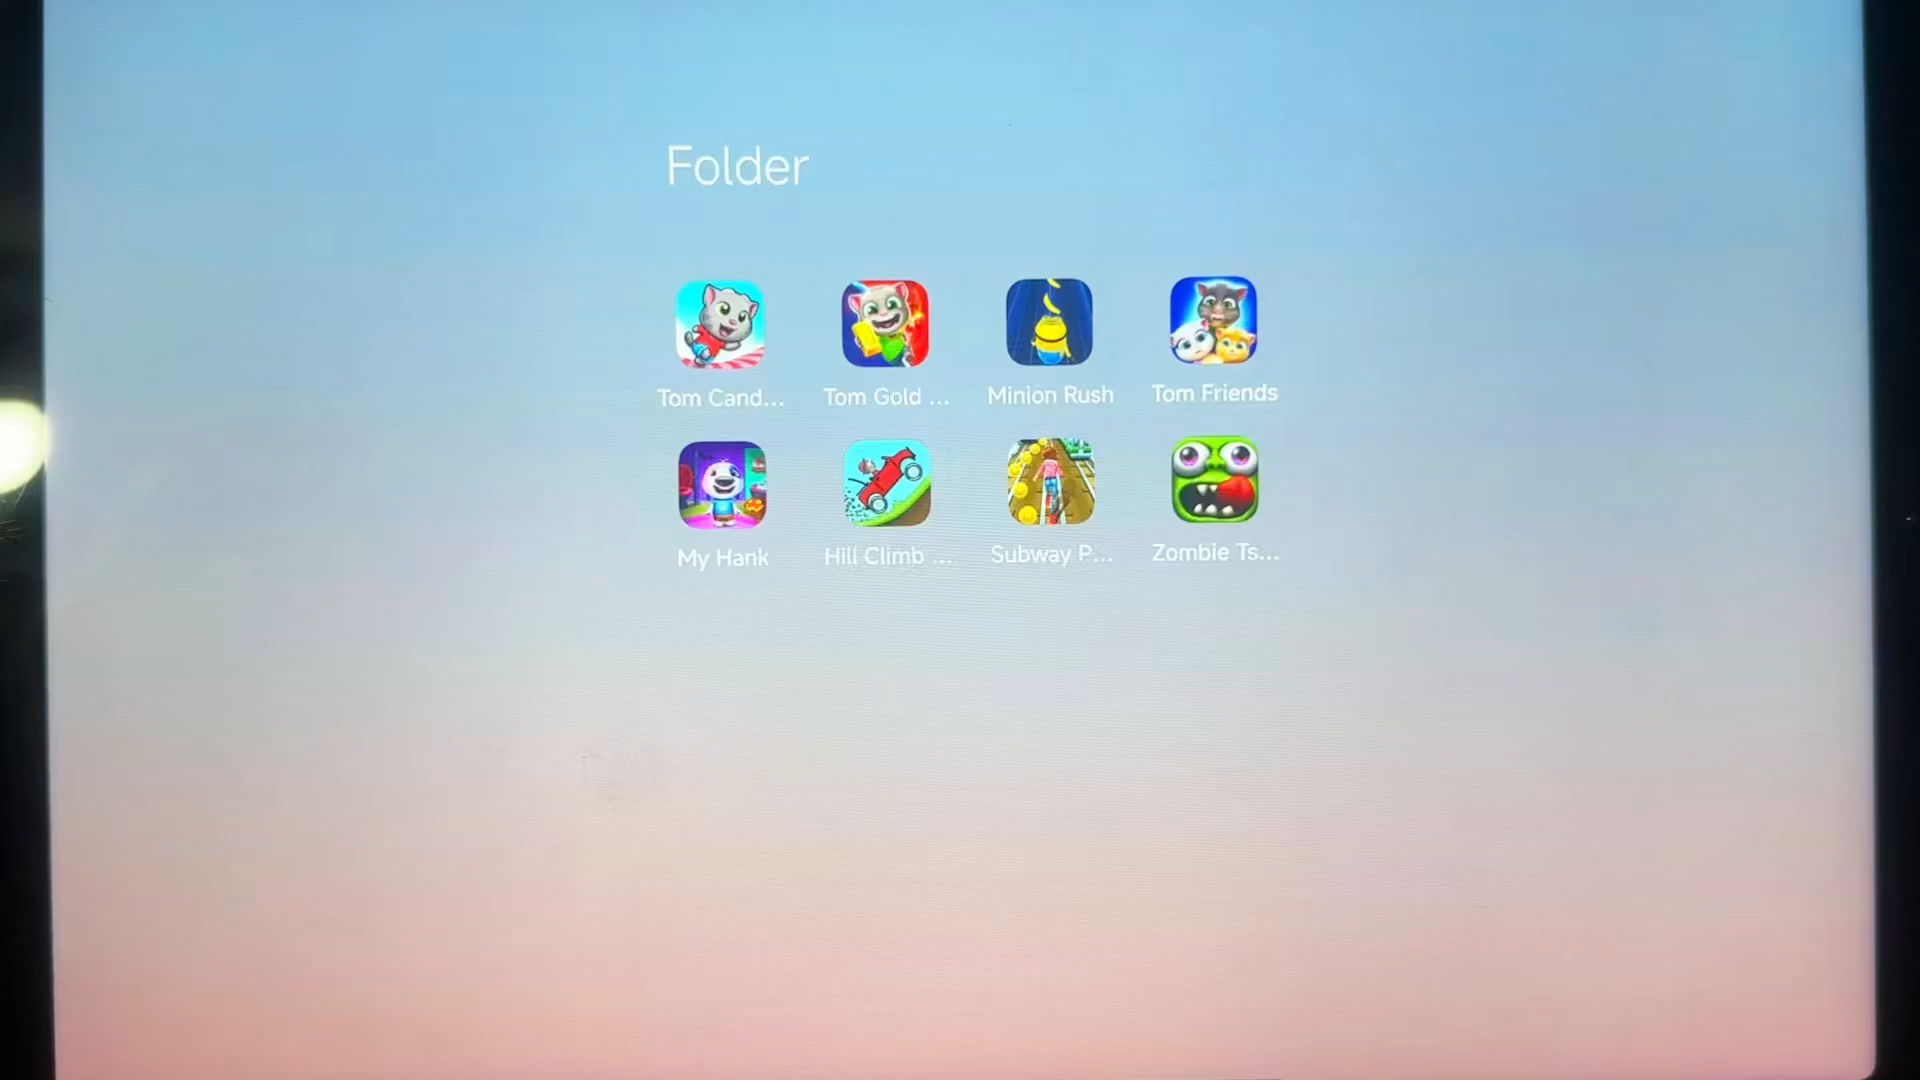 Folder
Tom Cand... Tom Gold ... Minion Rush Tom Friends
My Hank Hill Climb ... Subway P... Zombie Ts...